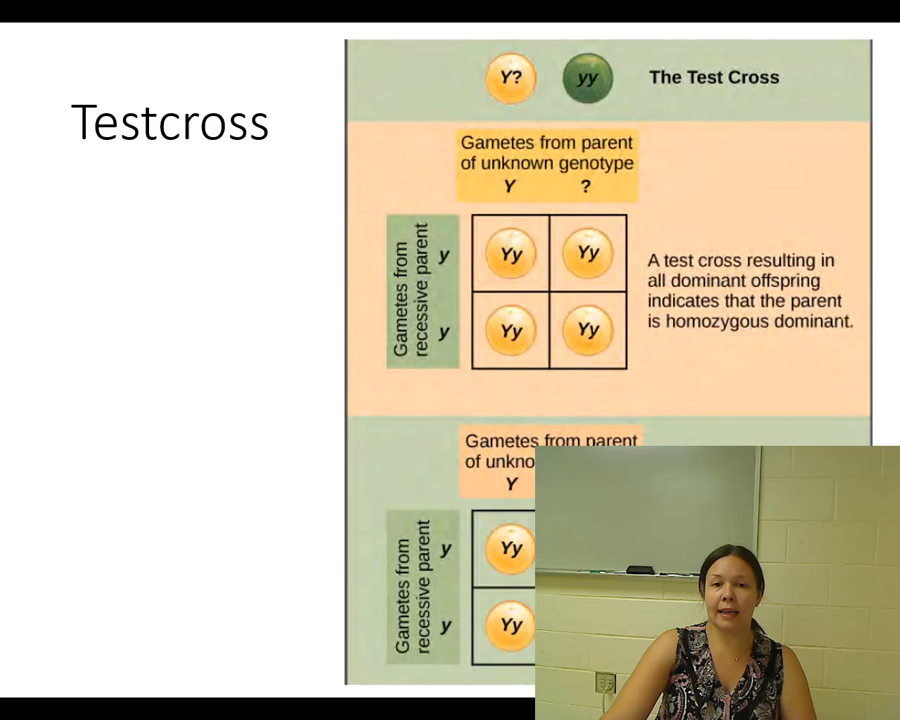 Testcross
Y? yy The Test Cross
Gametes from parent
of unknown genotype
Y ?
Gametes from
recessive parent
y Yy Yy
y Yy Yy
A test cross resulting in
all dominant offspring
indicates that the parent
is homozygous dominant.
Gametes from parent
of unkno
Y
Gametes from
recessive parent
y Yy
y Yy